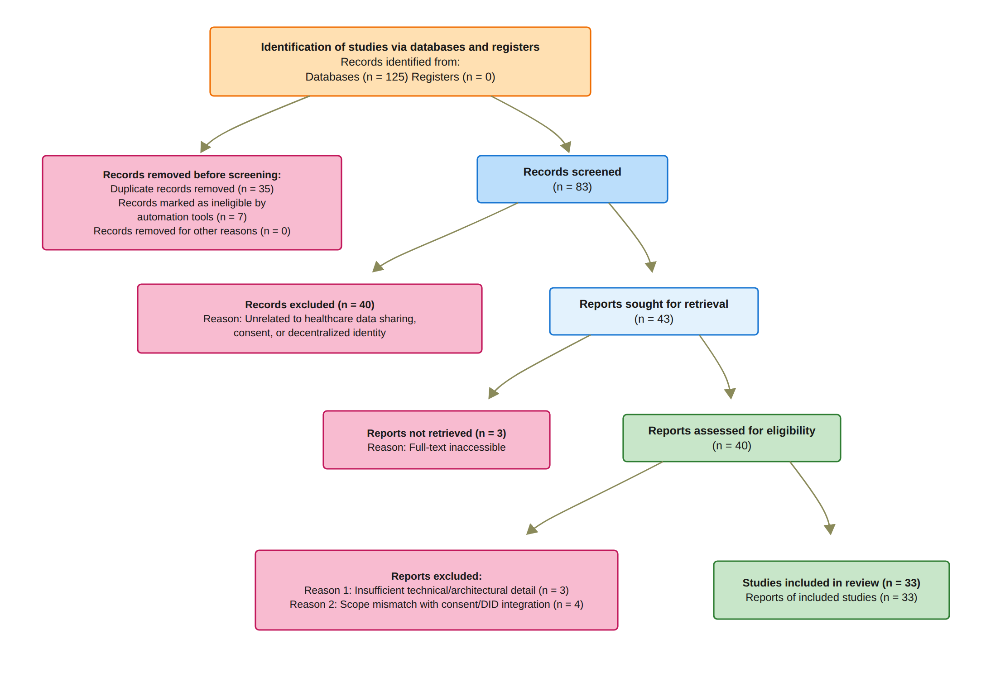 Identification of studies via databases and registers
Records identified from:
Databases (n = 125) Registers (n = 0)
Records removed before screening:
Duplicate records removed (n = 35)
Records marked as ineligible by
automation tools (n = 7)
Records removed for other reasons (n = 0)
Records screened
(n = 83)
Records excluded (n = 40)
Reason: Unrelated to healthcare data sharing,
consent, or decentralized identity
Reports sought for retrieval
(n = 43)
Reports not retrieved (n = 3)
Reason: Full-text inaccessible
Reports assessed for eligibility
(n = 40)
Reports excluded:
Reason 1: Insufficient technical/architectural detail (n = 3)
Reason 2: Scope mismatch with consent/DID integration (n = 4)
Studies included in review (n = 33)
Reports of included studies (n = 33)